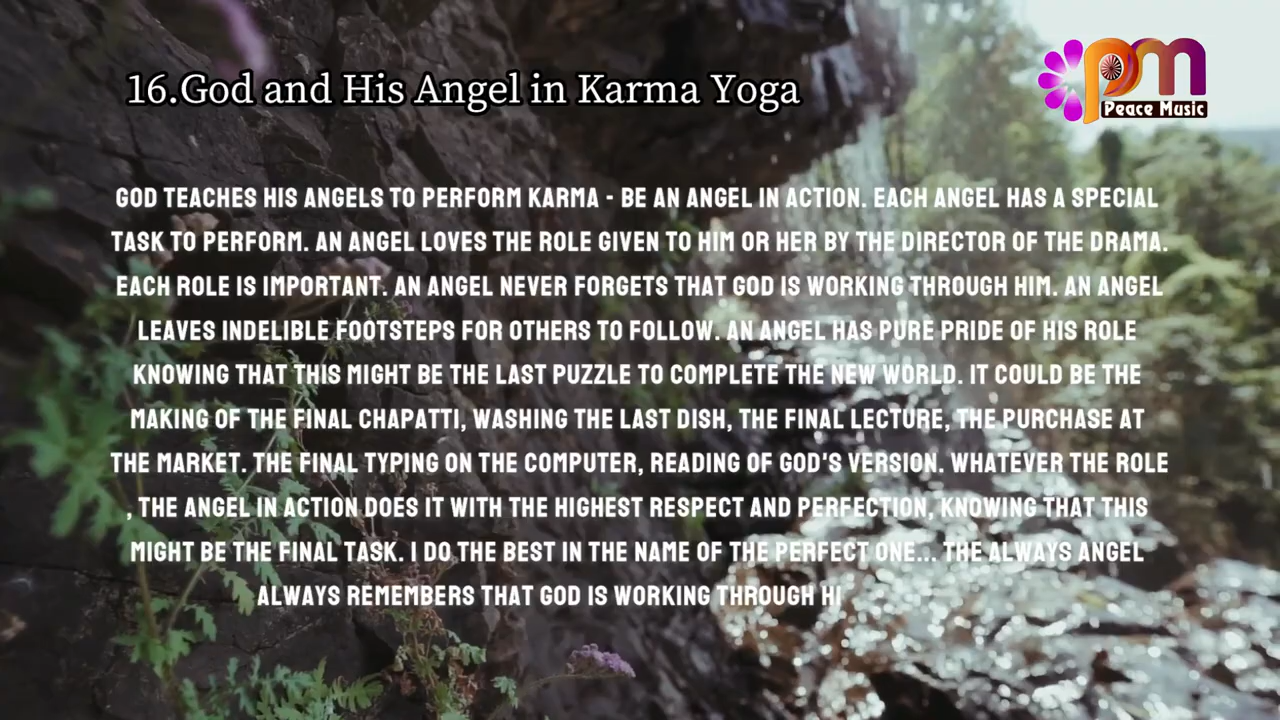 16.God and His Angel in Karma Yoga
pm
Peace Music
GOD TEACHES HIS ANGELS TO PERFORM KARMA - BE AN ANGEL IN ACTION. EACH ANGEL HAS A SPECIAL
TASK TO PERFORM. AN ANGEL LOVES THE ROLE GIVEN TO HIM OR HER BY THE DIRECTOR OF THE DRAMA.
EACH ROLE IS IMPORTANT. AN ANGEL NEVER FORGETS THAT GOD IS WORKING THROUGH HIM. AN ANGEL
LEAVES INDELIBLE FOOTSTEPS FOR OTHERS TO FOLLOW. AN ANGEL HAS PURE PRIDE OF HIS ROLE
KNOWING THAT THIS MIGHT BE THE LAST PUZZLE TO COMPLETE THE NEW WORLD. IT COULD BE THE
MAKING OF THE FINAL CHAPATTI, WASHING THE LAST DISH, THE FINAL LECTURE, THE PURCHASE AT
THE MARKET. THE FINAL TYPING ON THE COMPUTER, READING OF GOD'S VERSION. WHATEVER THE ROLE
, THE ANGEL IN ACTION DOES IT WITH THE HIGHEST RESPECT AND PERFECTION, KNOWING THAT THIS
MIGHT BE THE FINAL TASK. I DO THE BEST IN THE NAME OF THE PERFECT ONE... THE ALWAYS ANGEL
ALWAYS REMEMBERS THAT GOD IS WORKING THROUGH HI